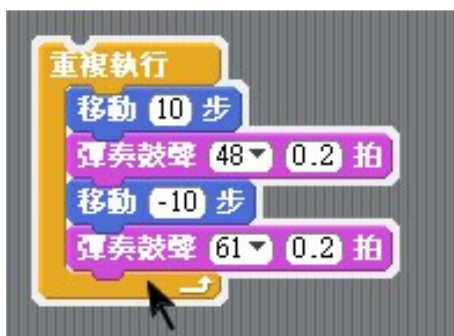 重複執行
移動 10 步
彈奏鼓聲 48 0.2 拍
移動 -10 步
彈奏鼓聲 61 0.2 拍